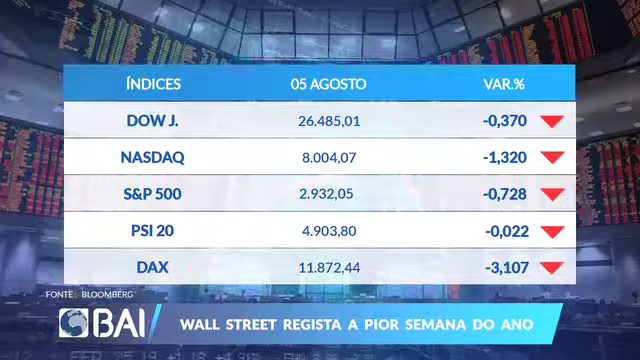 ÍNDICES 05 AGOSTO VAR.%
DOW J. 26.485,01 -0,370
NASDAQ 8.004,07 -1,320
S&P 500 2.932,05 -0,728
PSI 20 4.903,80 -0,022
DAX 11.872,44 -3,107
FONTE: BLOOMBERG
BAI WALL STREET REGISTA A PIOR SEMANA DO ANO